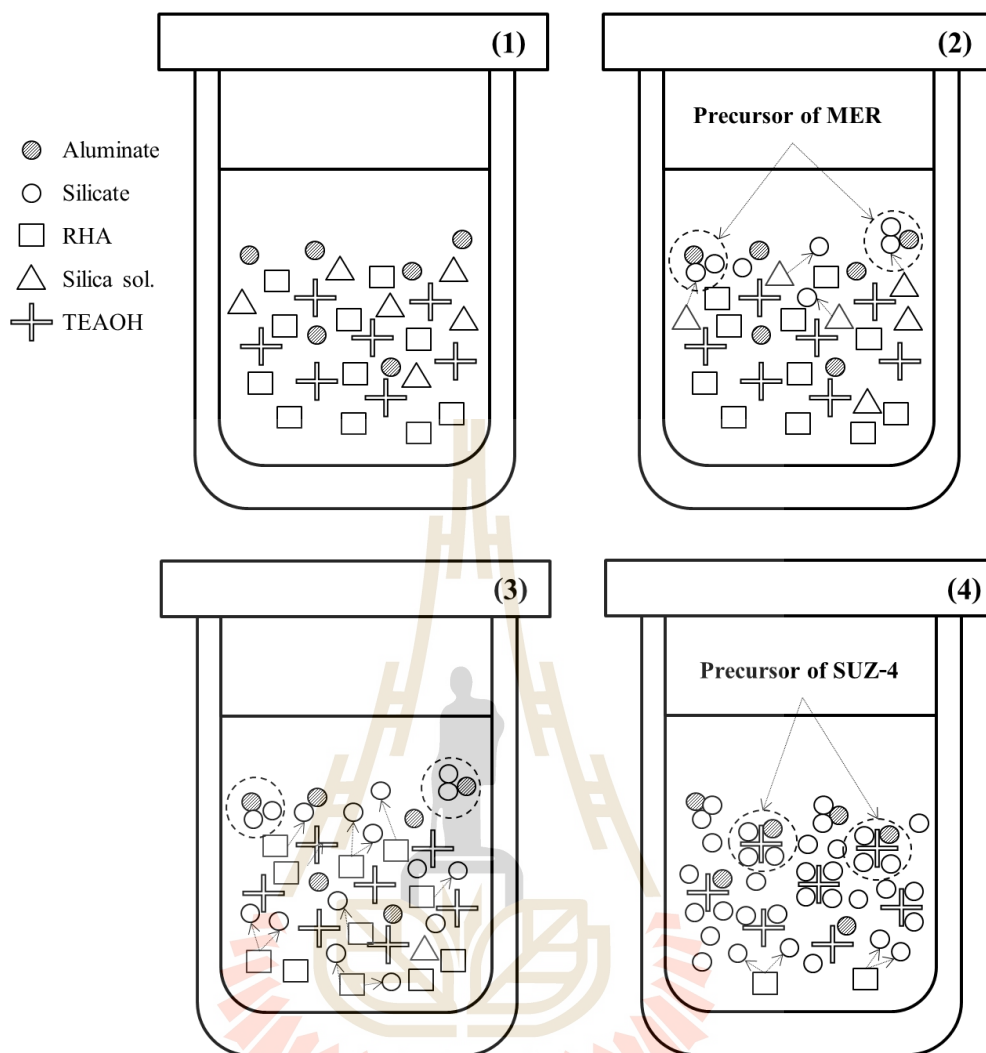 (1)
(2)
Aluminate
Silicate
RHA
Silica sol.
TEAOH
Precursor of MER
(3)
(4)
Precursor of SUZ-4